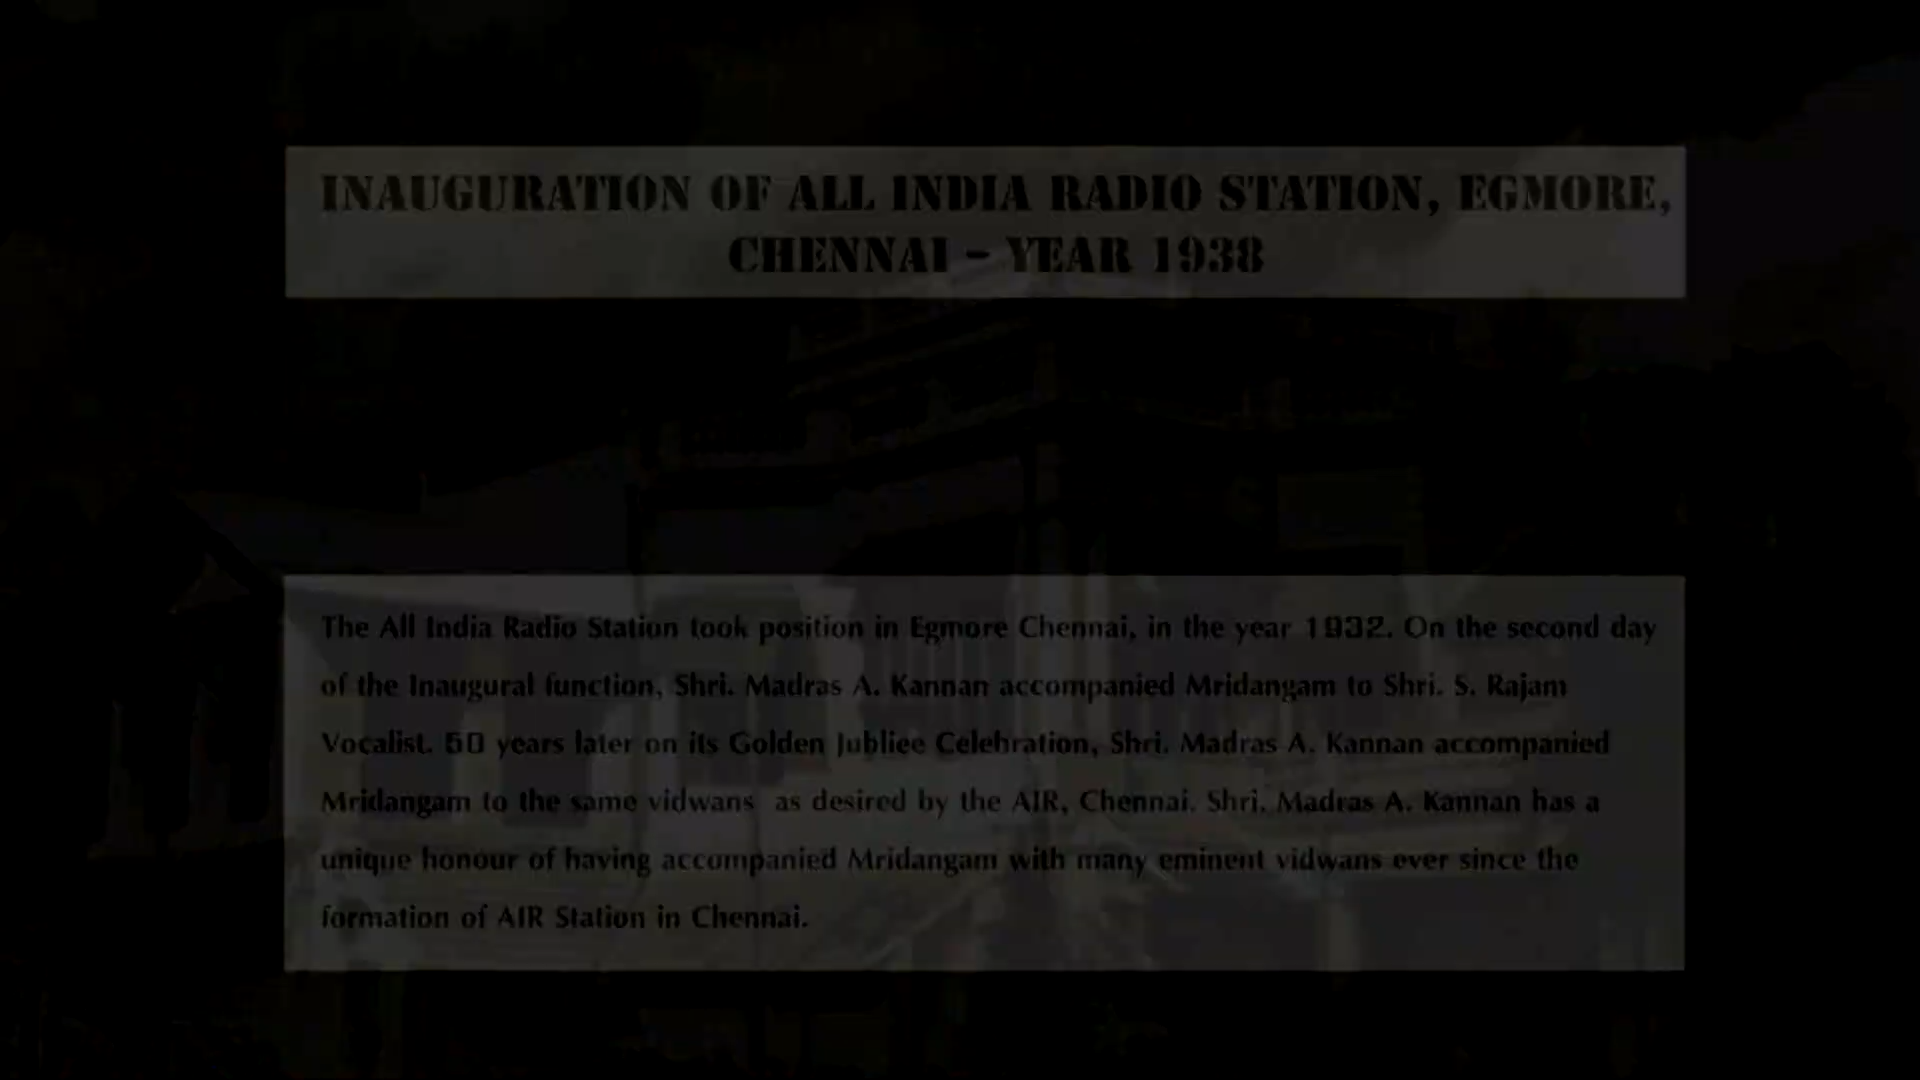 INAUGURATION OF ALL INDIA RADIO STATION, EGMORE,
CHENNAI - YEAR 1938
The All India Radio Station took position in Egmore Chennai, in the year 1932. On the second day
of the Inaugural function, Shri. Madras A. Kannan accompanied Mridangam to Shri. S. Rajam
Vocalist. 50 years later on its Golden Jubliee Celebration, Shri. Madras A. Kannan accompanied
Mridangam to the same vidwans as desired by the AIR, Chennai. Shri. Madras A. Kannan has a
unique honour of having accompanied Mridangam with many eminent vidwans ever since the
formation of AIR Station in Chennai.